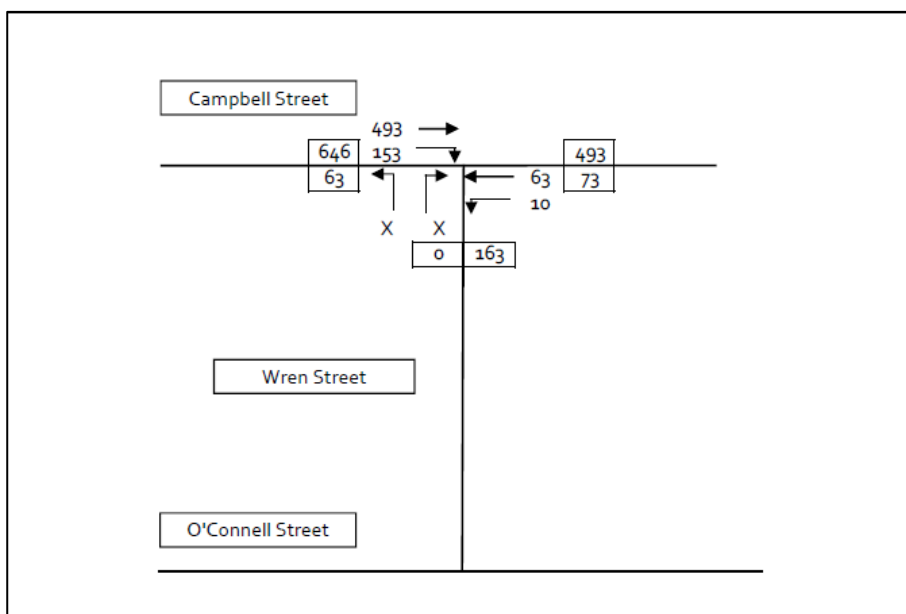 Campbell Street
493
646 153 493
63 63 73
10
X X
0 163
Wren Street
O'Connell Street